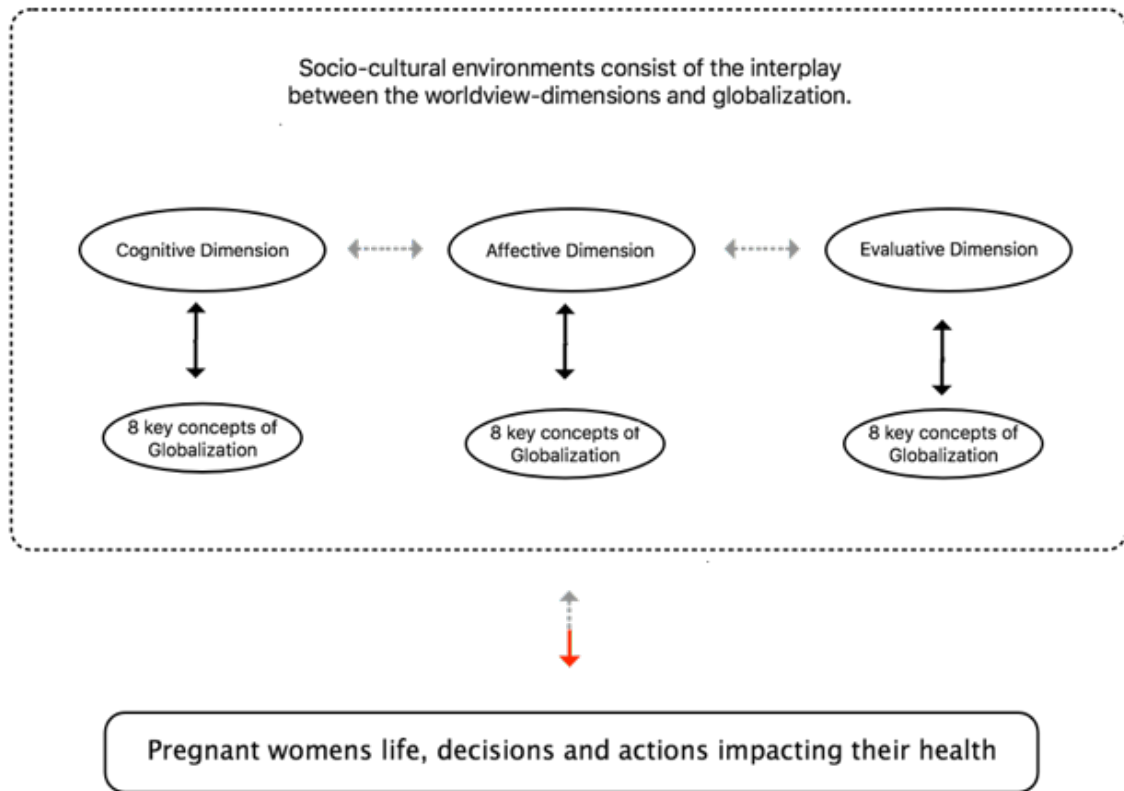 Socio-cultural environments consist of the interplay
between the worldview-dimensions and globalization.
Cognitive Dimension
Affective Dimension
Evaluative Dimension
8 key concepts of
Globalization
8 key concepts of
Globalization
8 key concepts of
Globalization
Pregnant womens life, decisions and actions impacting their health